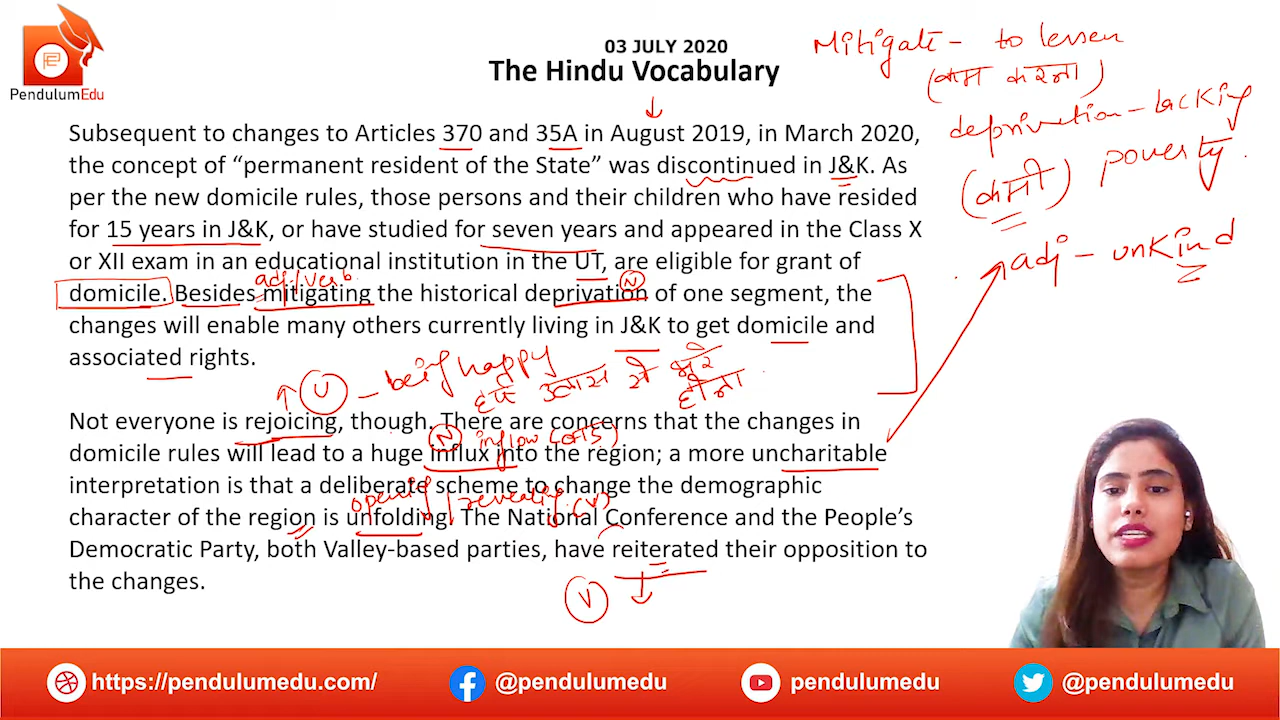 03 JULY 2020
The Hindu Vocabulary
PendulumEdu
Mitigate - to lessen
(कम करना)
deprivation - lacking
(कमी) poverty.
adj - unkind
Subsequent to changes to Articles 370 and 35A in August 2019, in March 2020,
the concept of “permanent resident of the State” was discontinued in J&K. As
per the new domicile rules, those persons and their children who have resided
for 15 years in J&K, or have studied for seven years and appeared in the Class X
or XII exam in an educational institution in the UT, are eligible for grant of
adj/verb.
N
domicile. Besides mitigating the historical deprivation of one segment, the
changes will enable many others currently living in J&K to get domicile and
associated rights.
V - being happy
हर्ष से
होना
Not everyone is rejoicing, though. There are concerns that the changes in
N inflow
domicile rules will lead to a huge influx into the region; a more uncharitable
interpretation is that a deliberate scheme to change the demographic
opening/revealing (V)
character of the region is unfolding. The National Conference and the People’s
Democratic Party, both Valley-based parties, have reiterated their opposition to
the changes.
V
https://pendulumedu.com/ @pendulumedu pendulumedu @pendulumedu